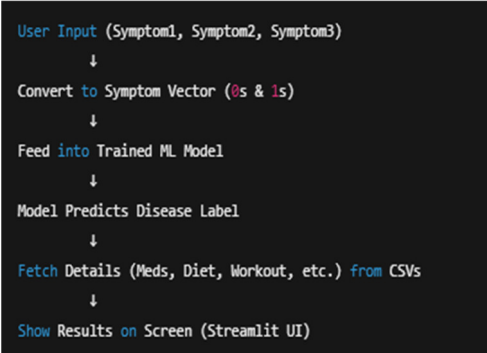 User Input (Symptom1, Symptom2, Symptom3)
↓
Convert to Symptom Vector (0s & 1s)
↓
Feed into Trained ML Model
↓
Model Predicts Disease Label
↓
Fetch Details (Meds, Diet, Workout, etc.) from CSVs
↓
Show Results on Screen (Streamlit UI)